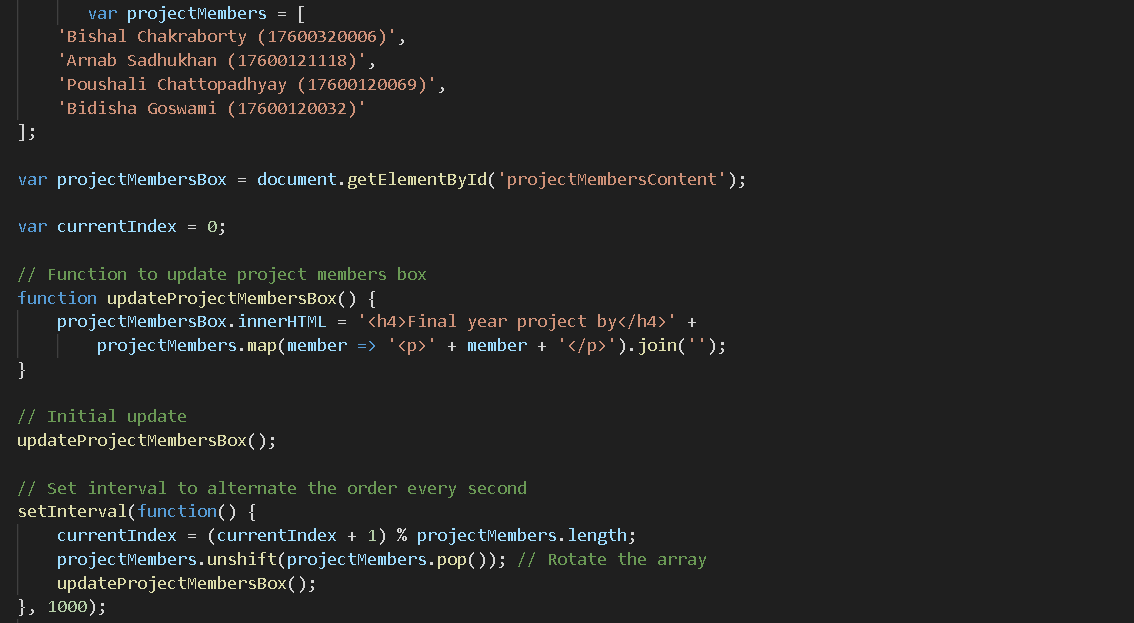 var projectMembers = [
'Bishal Chakraborty (17600320006)',
'Arnab Sadhukhan (17600121118)',
'Poushali Chattopadhyay (17600120069)',
'Bidisha Goswami (17600120032)'
];
var projectMembersBox = document.getElementById('projectMembersContent');
var currentIndex = 0;
// Function to update project members box
function updateProjectMembersBox() {
projectMembersBox.innerHTML = '<h4>Final year project by</h4>' +
projectMembers.map(member => '<p>' + member + '</p>').join('');
}
// Initial update
updateProjectMembersBox();
// Set interval to alternate the order every second
setInterval(function() {
currentIndex = (currentIndex + 1) % projectMembers.length;
projectMembers.unshift(projectMembers.pop()); // Rotate the array
updateProjectMembersBox();
}, 1000);